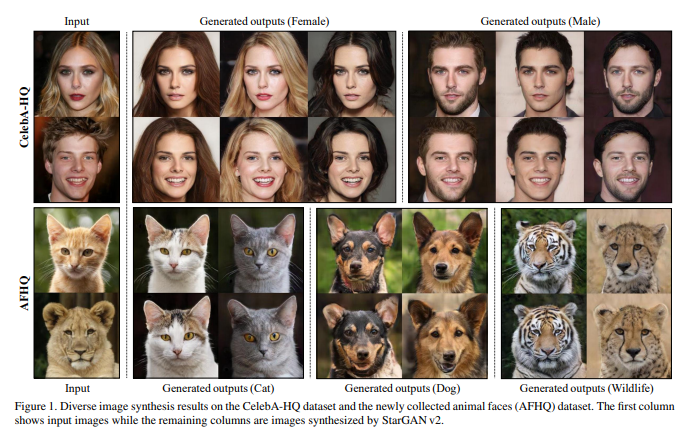 Input Generated outputs (Female) Generated outputs (Male)
CelebA-HQ
AFHQ
Input Generated outputs (Cat) Generated outputs (Dog) Generated outputs (Wildlife)
Figure 1. Diverse image synthesis results on the CelebA-HQ dataset and the newly collected animal faces (AFHQ) dataset. The first column
shows input images while the remaining columns are images synthesized by StarGAN v2.